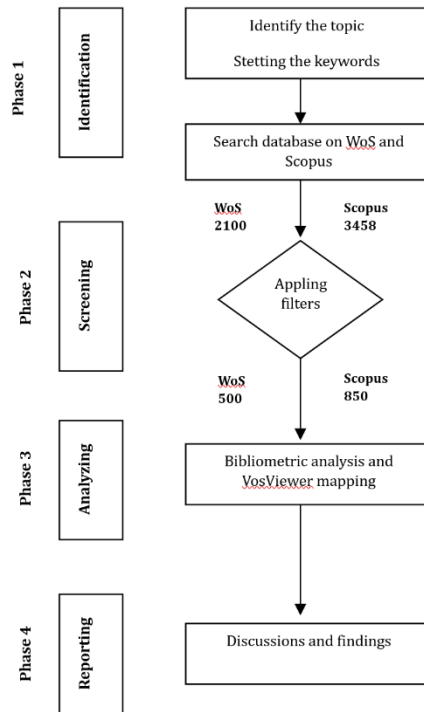 Phase 1
Identification
Identify the topic
Stetting the keywords
Search database on WoS and
Scopus
WoS
2100
Scopus
3458
Phase 2
Screening
Appling
filters
WoS
500
Scopus
850
Phase 3
Analyzing
Bibliometric analysis and
VosViewer mapping
Phase 4
Reporting
Discussions and findings